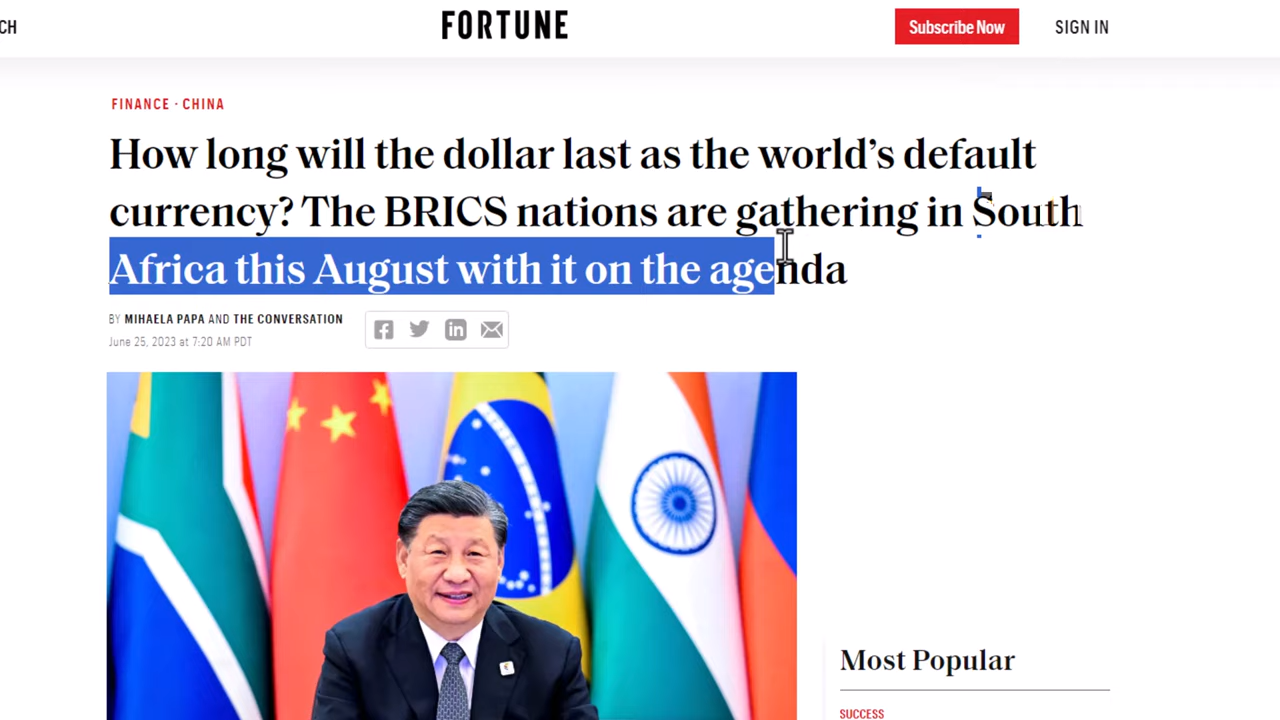 CH
FORTUNE
Subscribe Now
SIGN IN
FINANCE · CHINA
How long will the dollar last as the world’s default
currency? The BRICS nations are gathering in South
Africa this August with it on the agenda
BY MIHAELA PAPA AND THE CONVERSATION
June 25, 2023 at 7:20 AM PDT
Most Popular
SUCCESS